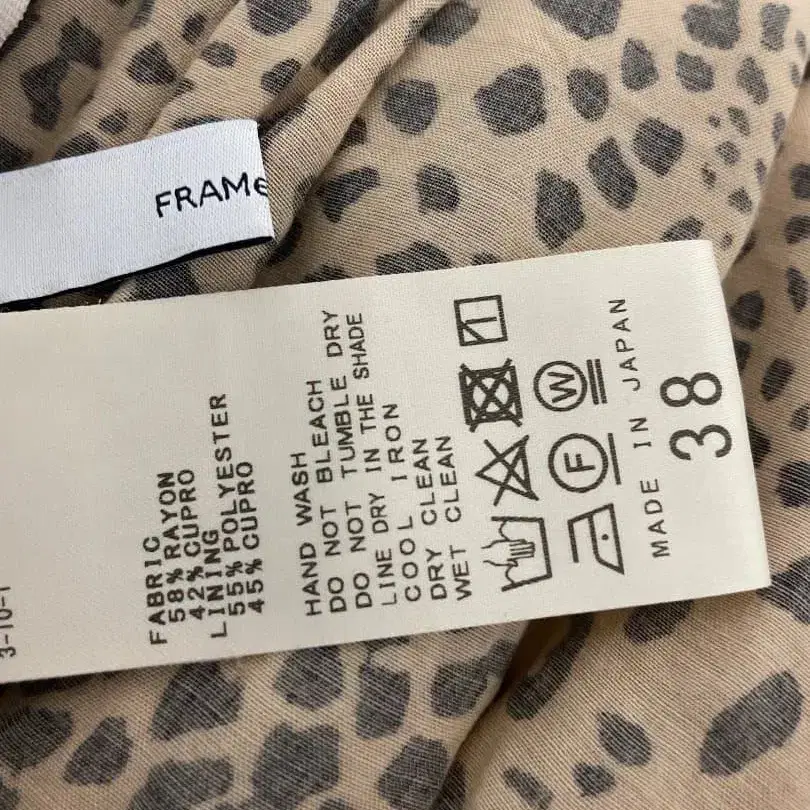 FRAMe
FABRIC
58% RAYON
42% CUPRO
LINING
55% POLYESTER
45% CUPRO
HAND WASH
DO NOT BLEACH
DO NOT TUMBLE DRY
LINE DRY IN THE SHADE
COOL IRON
DRY CLEAN
WET CLEAN
F
W
MADE IN JAPAN
38